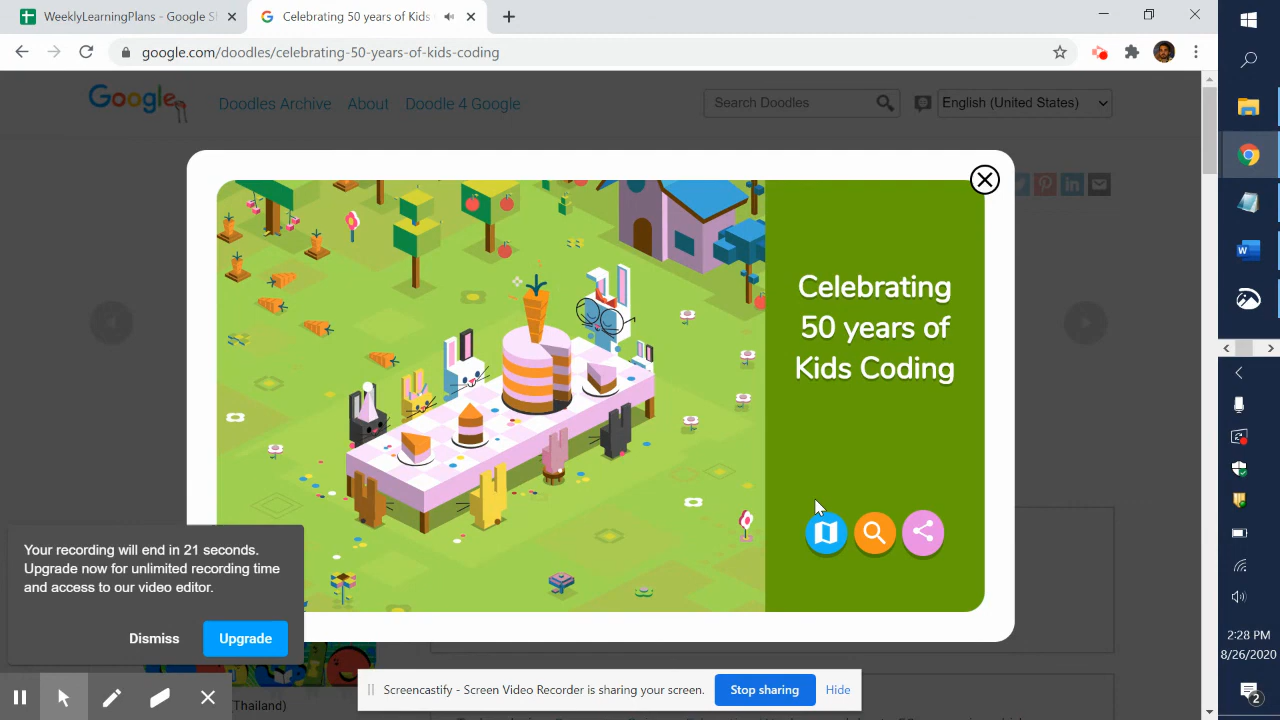 WeeklyLearningPlans - Google S
Celebrating 50 years of Kids
google.com/doodles/celebrating-50-years-of-kids-coding
Google
Doodles Archive
About
Doodle 4 Google
Search Doodles
English (United States)
Celebrating
50 years of
Kids Coding
Your recording will end in 21 seconds.
Upgrade now for unlimited recording time
and access to our video editor.
Dismiss
Upgrade
(Thailand)
Screencastify - Screen Video Recorder is sharing your screen.
Stop sharing
Hide
W
2:28 PM
8/26/2020
2